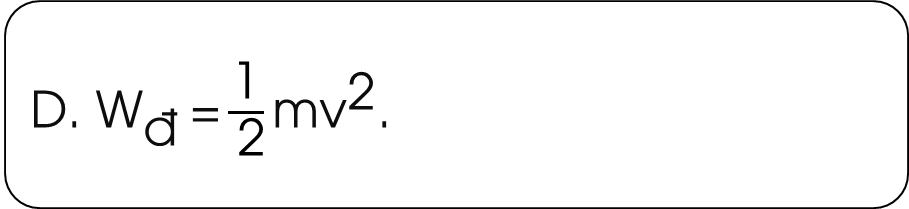 D. Wđ = 1/2 mv².